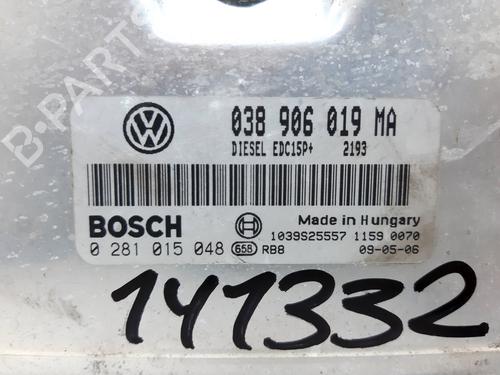 B-PARTS
038 906 019 MA
DIESEL EDC15P+ 2193
BOSCH
Made in Hungary
1039S25557 1159 0070
0 281 015 048 658 RB8 09-05-06
141332